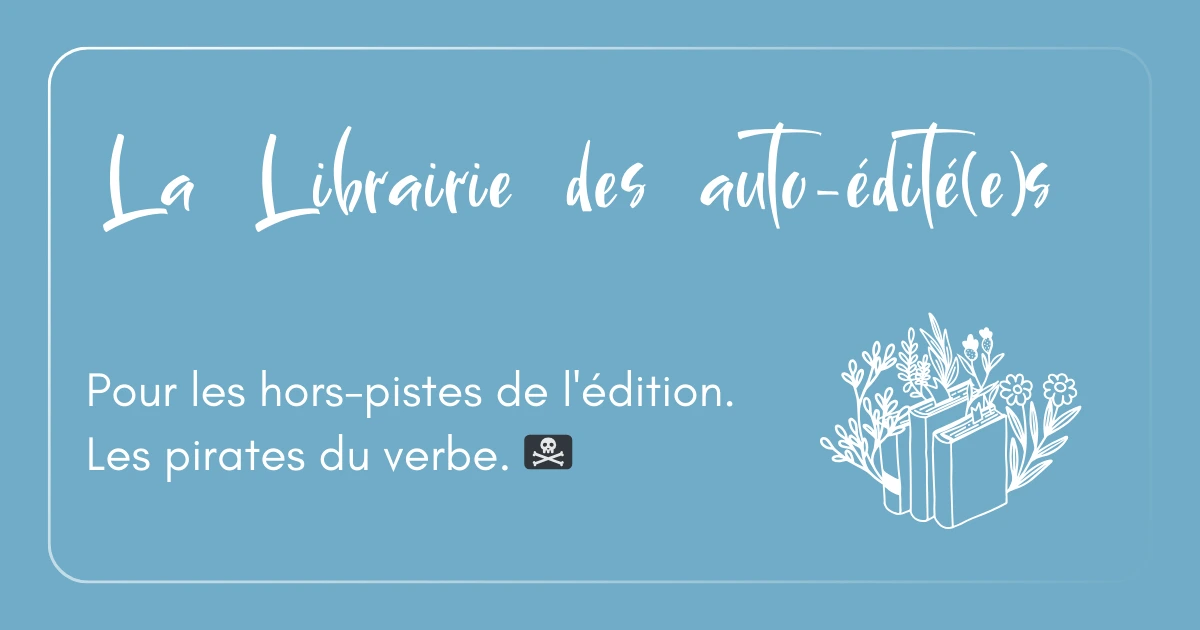 La Librairie des auto-édité(e)s
Pour les hors-pistes de l'édition.
Les pirates du verbe. ☠